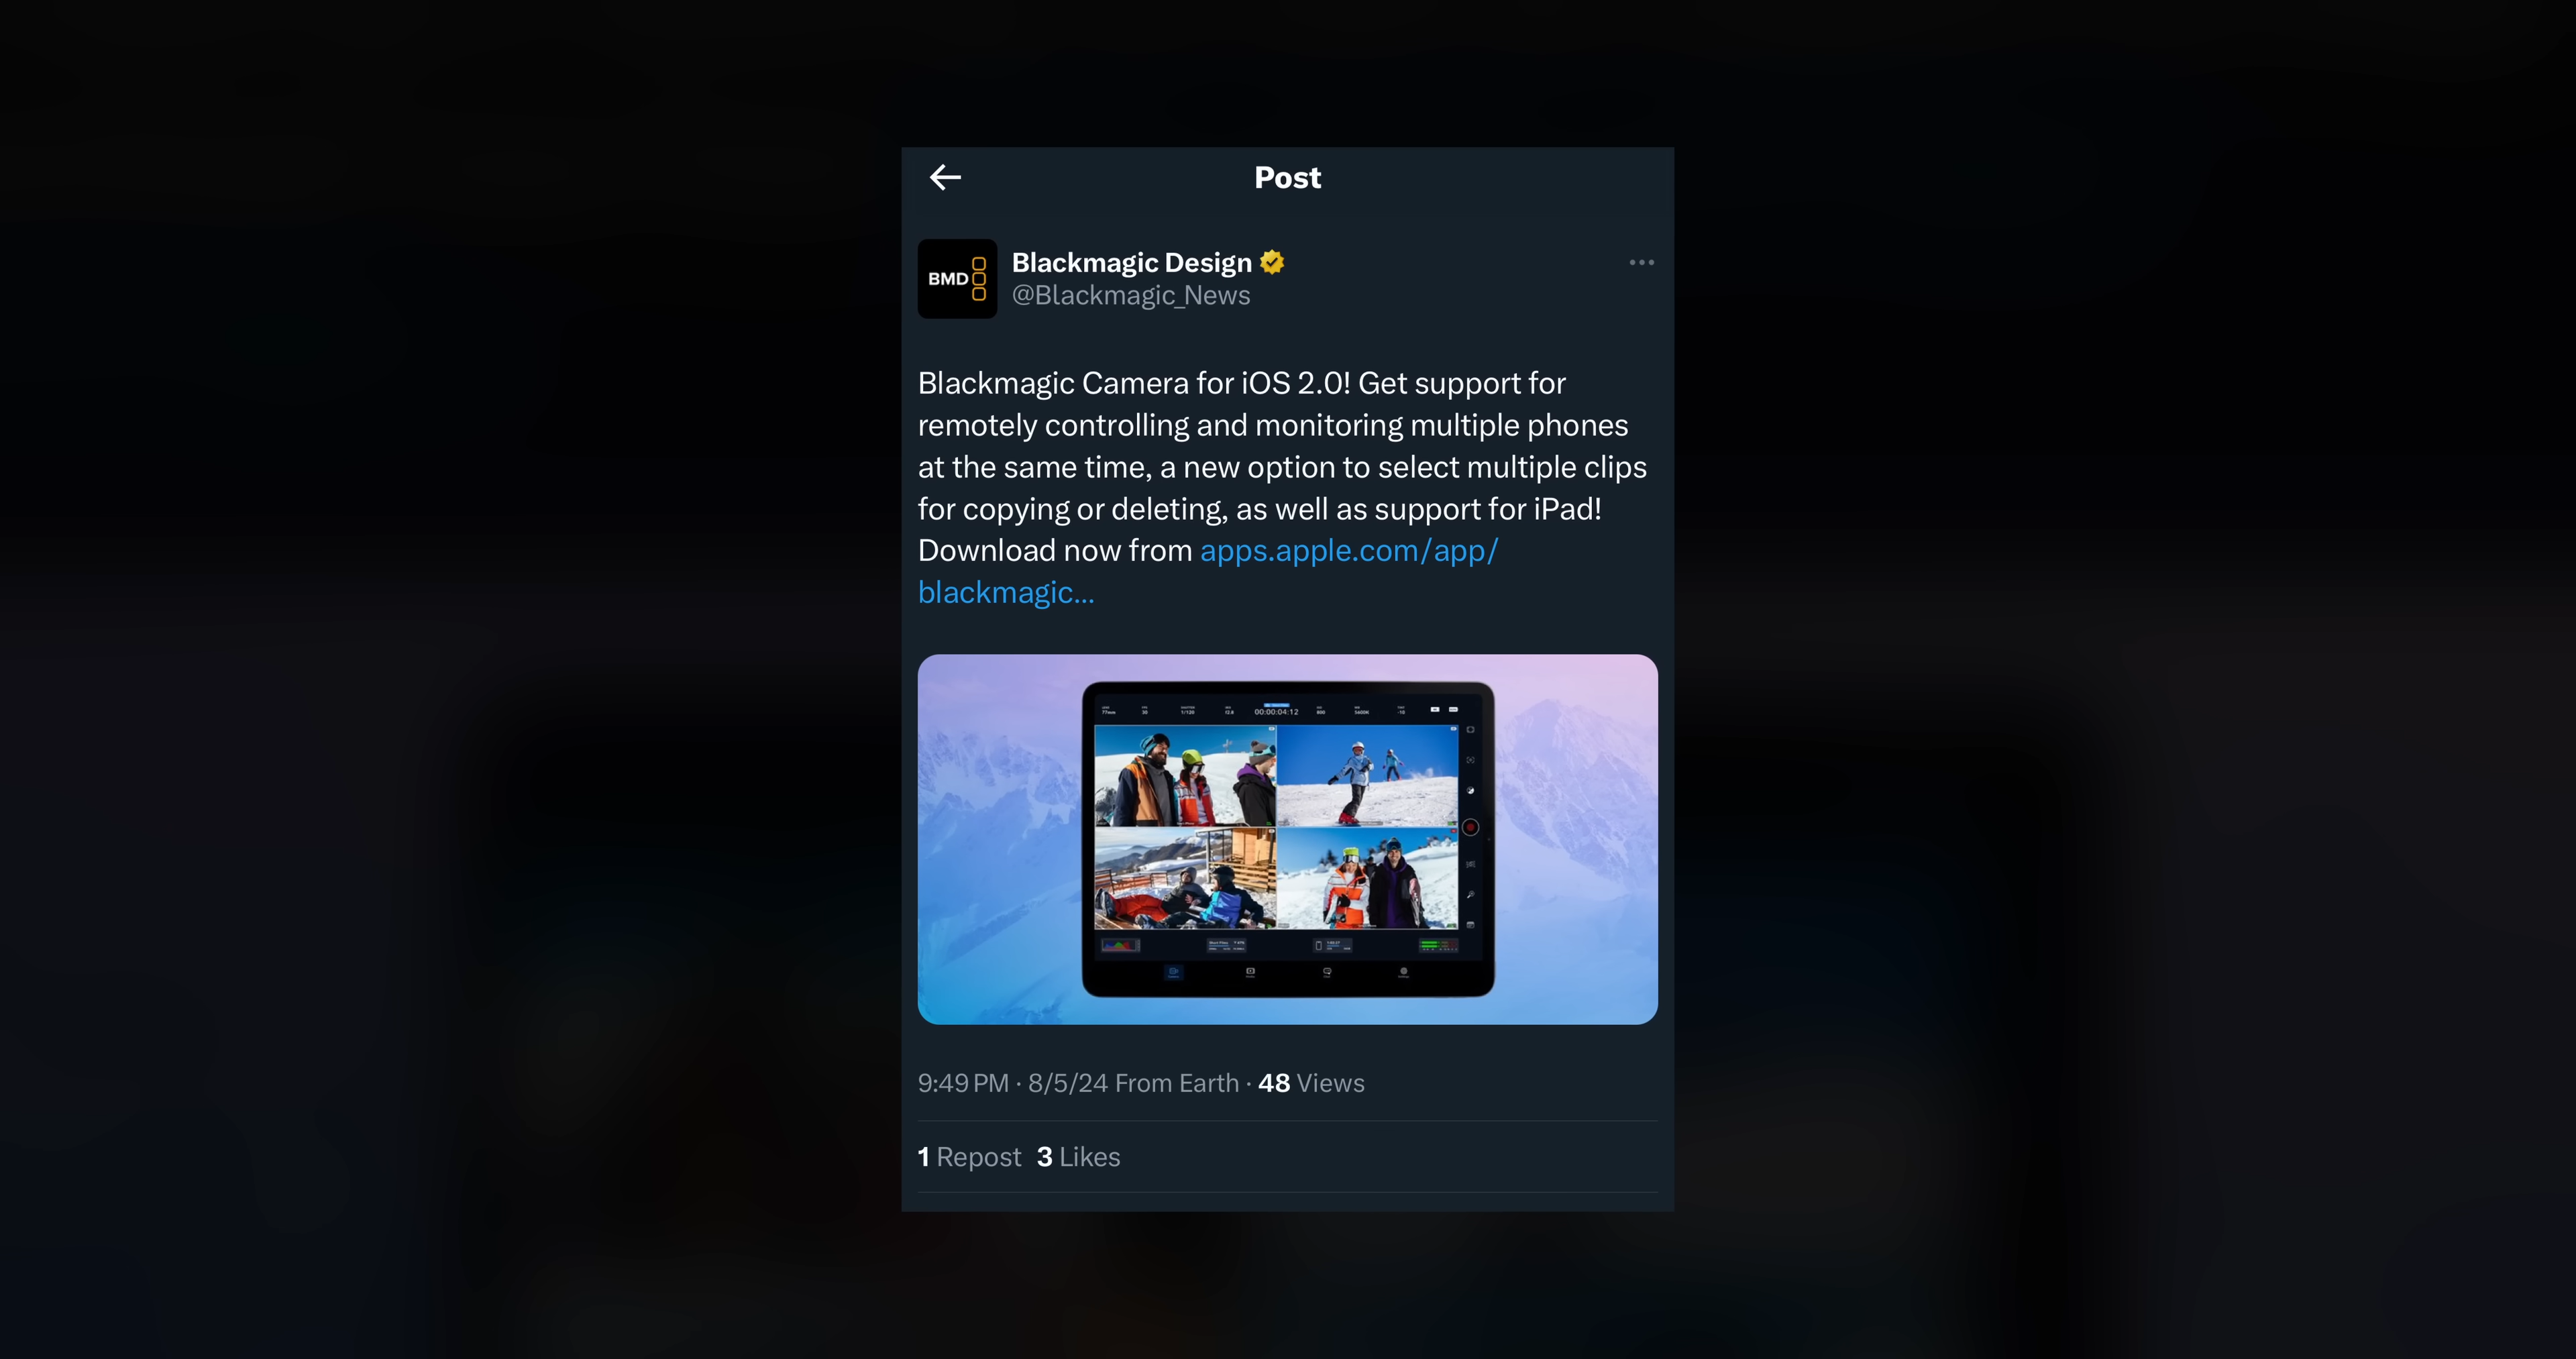 Post
BMD
Blackmagic Design
@Blackmagic_News
Blackmagic Camera for iOS 2.0! Get support for
remotely controlling and monitoring multiple phones
at the same time, a new option to select multiple clips
for copying or deleting, as well as support for iPad!
Download now from apps.apple.com/app/
blackmagic...
00:00:04:12
9:49 PM · 8/5/24 From Earth · 48 Views
1 Repost 3 Likes